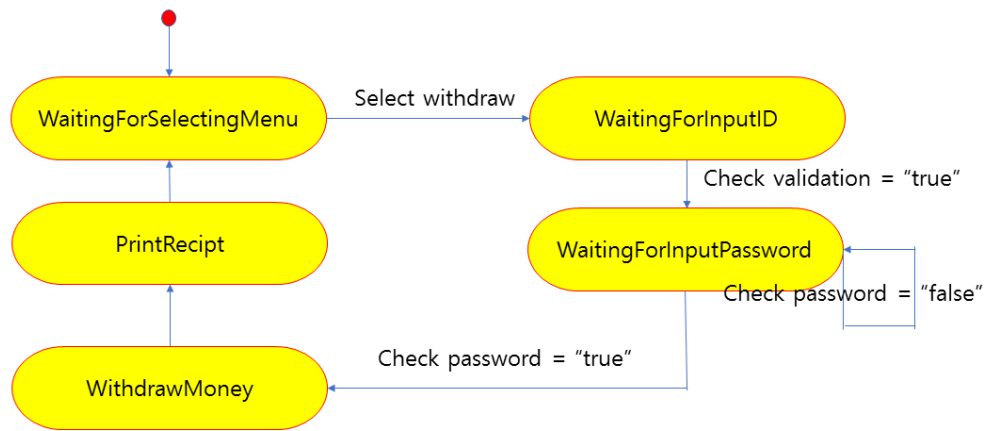 WaitingForSelectingMenu
Select withdraw
WaitingForInputID
Check validation = “true”
PrintRecipt
WaitingForInputPassword
Check password = “false”
Check password = “true”
WithdrawMoney